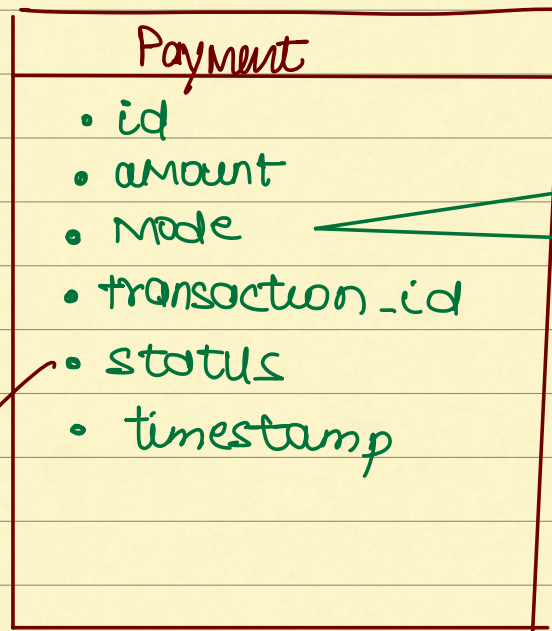 Payment
• id
• amount
• Mode
• transaction_id
• status
• timestamp